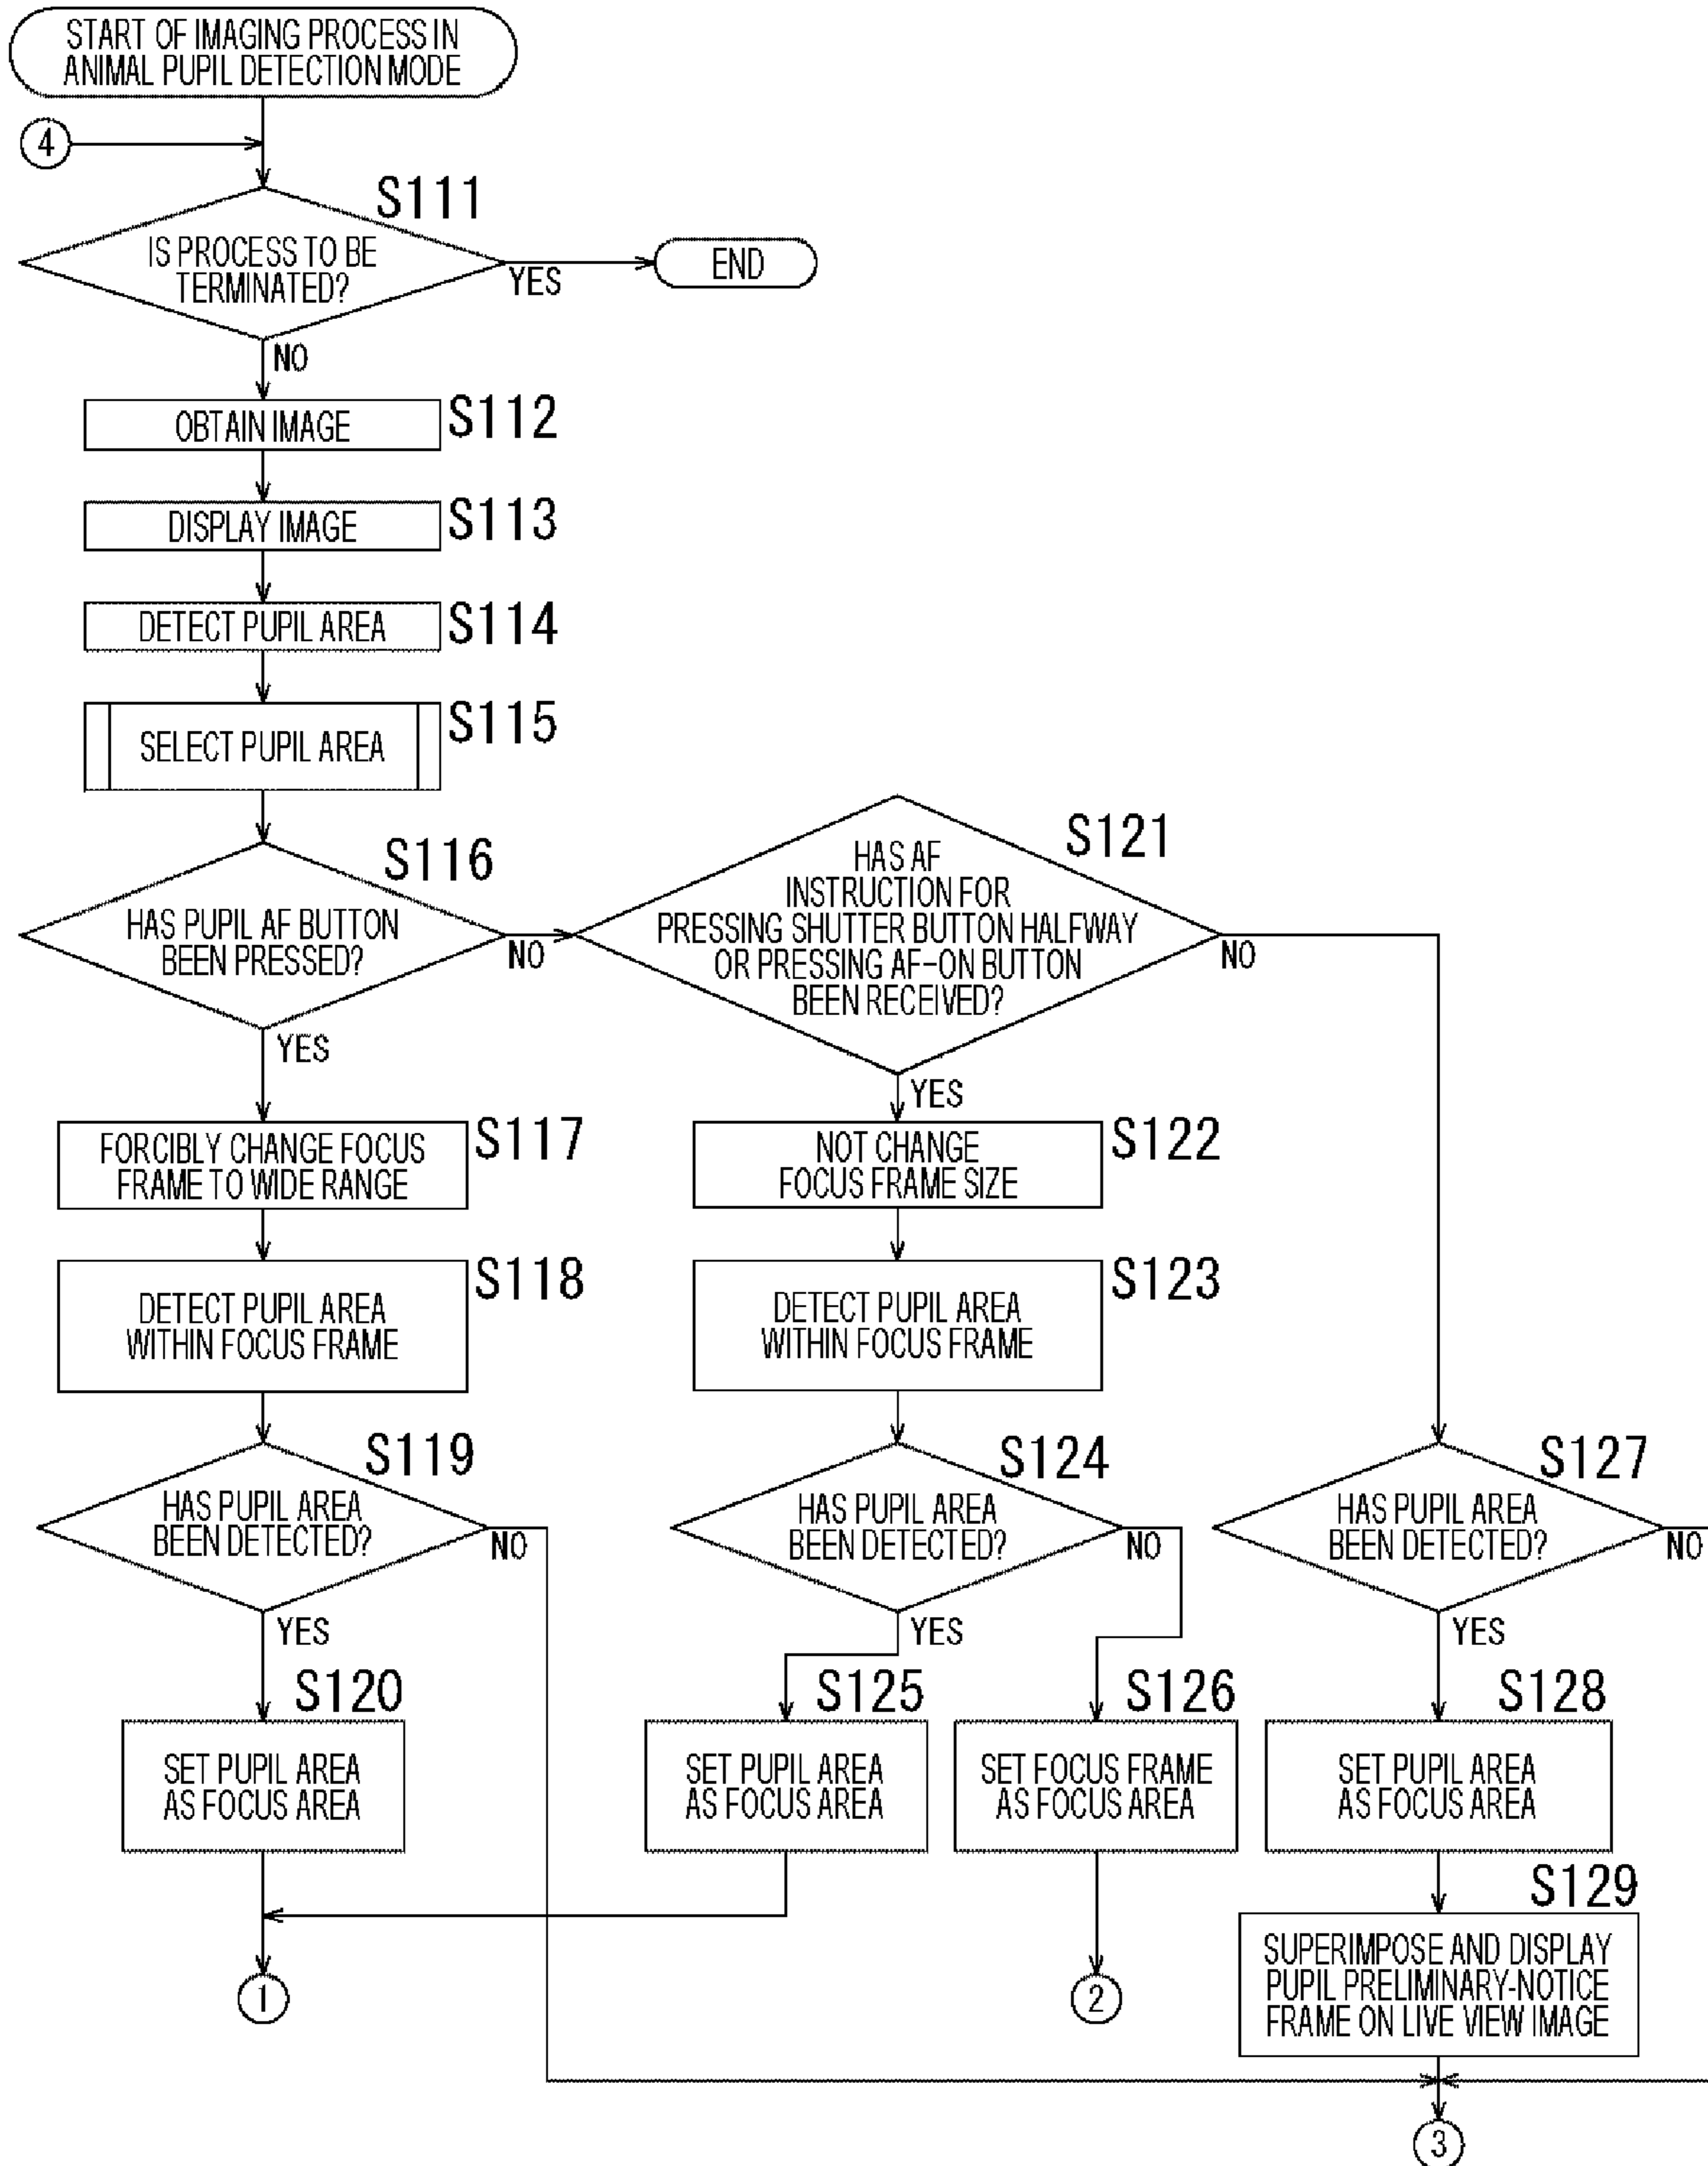 START OF IMAGING PROCESS IN
ANIMAL PUPIL DETECTION MODE
4
S111
IS PROCESS TO BE
TERMINATED?
YES
END
NO
OBTAIN IMAGE
S112
DISPLAY IMAGE
S113
DETECT PUPIL AREA
S114
SELECT PUPIL AREA
S115
S116
HAS PUPIL AF BUTTON
BEEN PRESSED?
NO
YES
S121
HAS AF
INSTRUCTION FOR
PRESSING SHUTTER BUTTON HALFWAY
OR PRESSING AF-ON BUTTON
BEEN RECEIVED?
NO
YES
FORCIBLY CHANGE FOCUS
FRAME TO WIDE RANGE
S117
NOT CHANGE
FOCUS FRAME SIZE
S122
DETECT PUPIL AREA
WITHIN FOCUS FRAME
S118
DETECT PUPIL AREA
WITHIN FOCUS FRAME
S123
S119
HAS PUPIL AREA
BEEN DETECTED?
NO
YES
S124
HAS PUPIL AREA
BEEN DETECTED?
NO
YES
S127
HAS PUPIL AREA
BEEN DETECTED?
NO
YES
S120
SET PUPIL AREA
AS FOCUS AREA
S125
SET PUPIL AREA
AS FOCUS AREA
S126
SET FOCUS FRAME
AS FOCUS AREA
S128
SET PUPIL AREA
AS FOCUS AREA
S129
SUPERIMPOSE AND DISPLAY
PUPIL PRELIMINARY-NOTICE
FRAME ON LIVE VIEW IMAGE
1
2
3